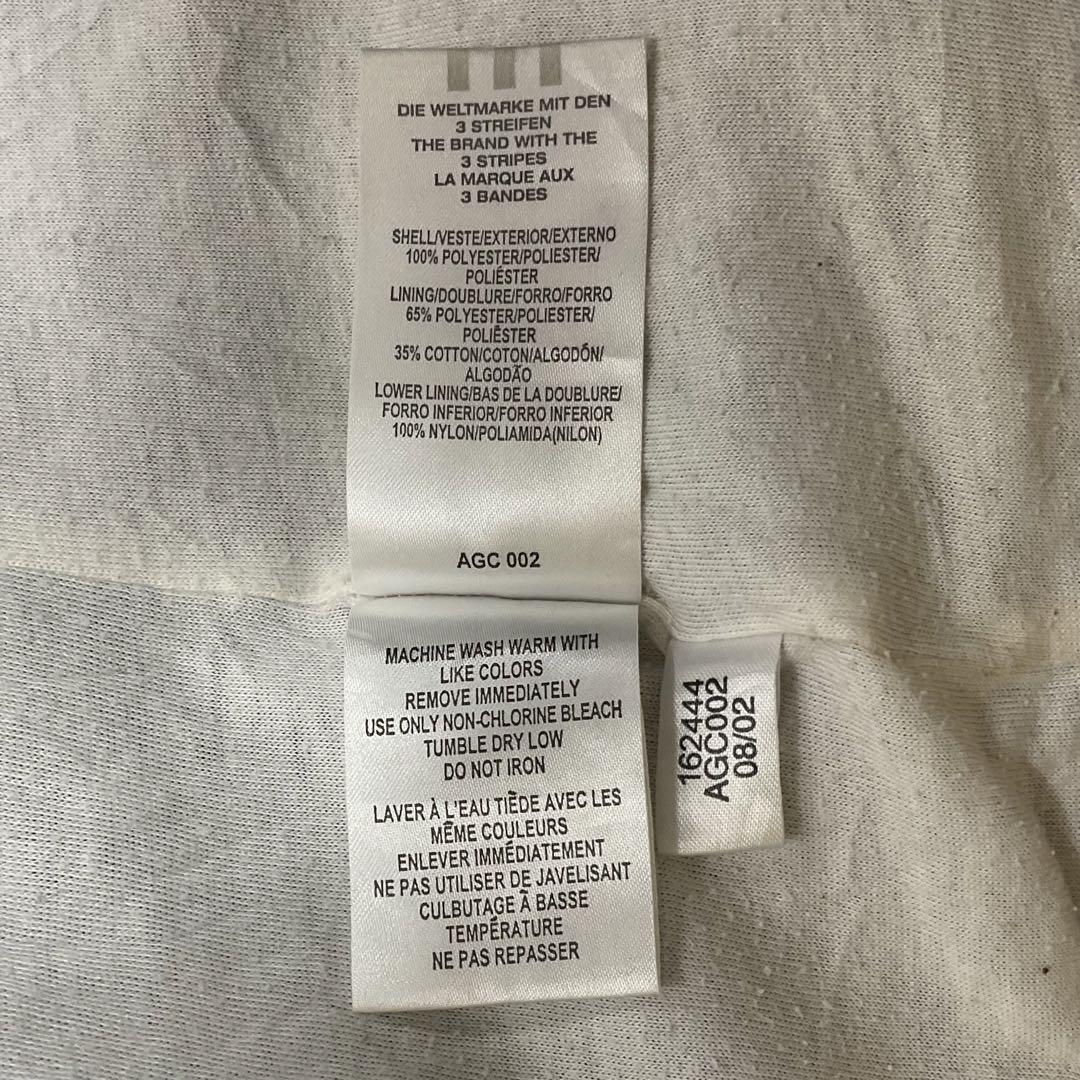 DIE WELTMARKE MIT DEN
3 STREIFEN
THE BRAND WITH THE
3 STRIPES
LA MARQUE AUX
3 BANDES
SHELL/VESTE/EXTERIOR/EXTERNO
100% POLYESTER/POLIESTER/
POLIÉSTER
LINING/DOUBLURE/FORRO/FORRO
65% POLYESTER/POLIESTER/
POLIÉSTER
35% COTTON/COTON/ALGODÓN/
ALGODÃO
LOWER LINING/BAS DE LA DOUBLURE/
FORRO INFERIOR/FORRO INFERIOR
100% NYLON/POLIAMIDA(NILON)
AGC 002
MACHINE WASH WARM WITH
LIKE COLORS
REMOVE IMMEDIATELY
USE ONLY NON-CHLORINE BLEACH
TUMBLE DRY LOW
DO NOT IRON
LAVER À L'EAU TIÈDE AVEC LES
MÊME COULEURS
ENLEVER IMMÉDIATEMENT
NE PAS UTILISER DE JAVELISANT
CULBUTAGE À BASSE
TEMPÉRATURE
NE PAS REPASSER
162444
AGC002
08/02